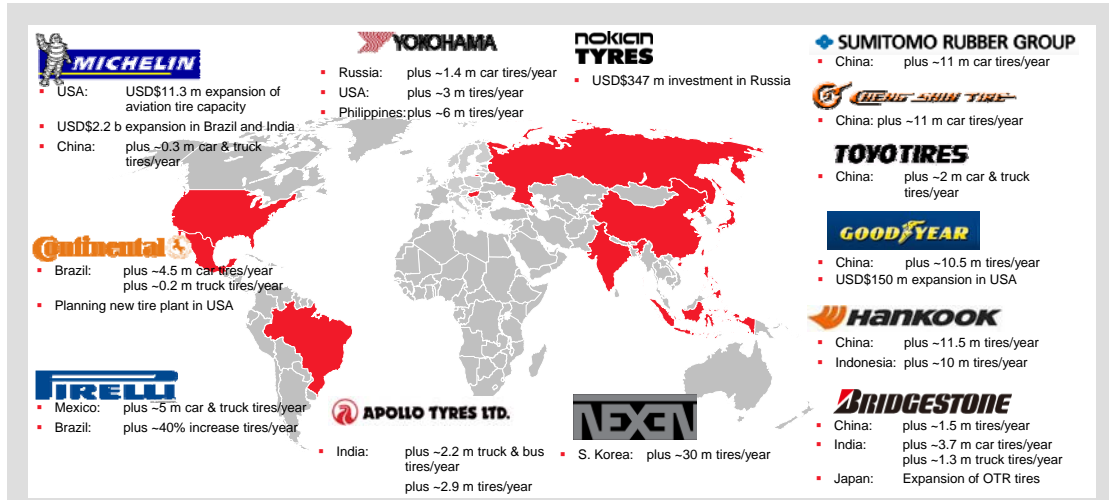 MICHELIN
USA: USD$11.3 m expansion of
aviation tire capacity
USD$2.2 b expansion in Brazil and India
China: plus ~0.3 m car & truck
tires/year
YOKOHAMA
Russia: plus ~1.4 m car tires/year
USA: plus ~3 m tires/year
Philippines: plus ~6 m tires/year
nokian
TYRES
USD$347 m investment in Russia
SUMITOMO RUBBER GROUP
China: plus ~11 m car tires/year
CHENG SHIN TIRE
China: plus ~11 m car tires/year
TOYO TIRES
China: plus ~2 m car & truck
tires/year
GOODYEAR
China: plus ~10.5 m tires/year
USD$150 m expansion in USA
HANKOOK
China: plus ~11.5 m tires/year
Indonesia: plus ~10 m tires/year
BRIDGESTONE
China: plus ~1.5 m tires/year
India: plus ~3.7 m car tires/year
plus ~1.3 m truck tires/year
Japan: Expansion of OTR tires
Continental
Brazil: plus ~4.5 m car tires/year
plus ~0.2 m truck tires/year
Planning new tire plant in USA
PIRELLI
Mexico: plus ~5 m car & truck tires/year
Brazil: plus ~40% increase tires/year
APOLLO TYRES LTD.
India: plus ~2.2 m truck & bus
tires/year
plus ~2.9 m tires/year
NEXEN
S. Korea: plus ~30 m tires/year